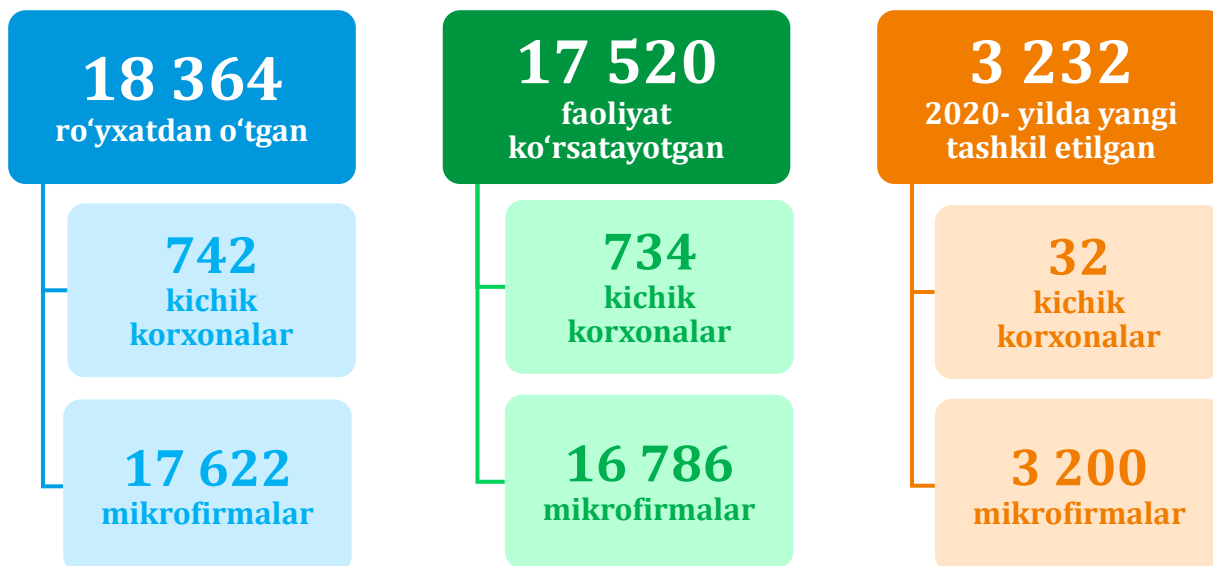 18 364
ro‘yxatdan o‘tgan
742
kichik
korxonalar
17 622
mikrofirmalar
17 520
faoliyat
ko‘rsatayotgan
734
kichik
korxonalar
16 786
mikrofirmalar
3 232
2020- yilda yangi
tashkil etilgan
32
kichik
korxonalar
3 200
mikrofirmalar